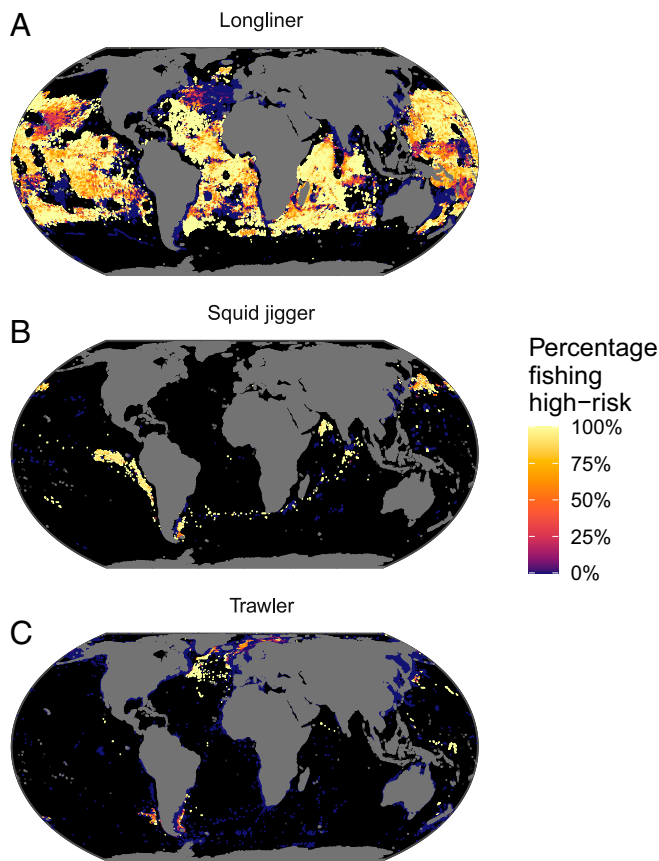 A
Longliner
B
Squid jigger
Percentage
fishing
high−risk
100%
75%
50%
25%
0%
C
Trawler